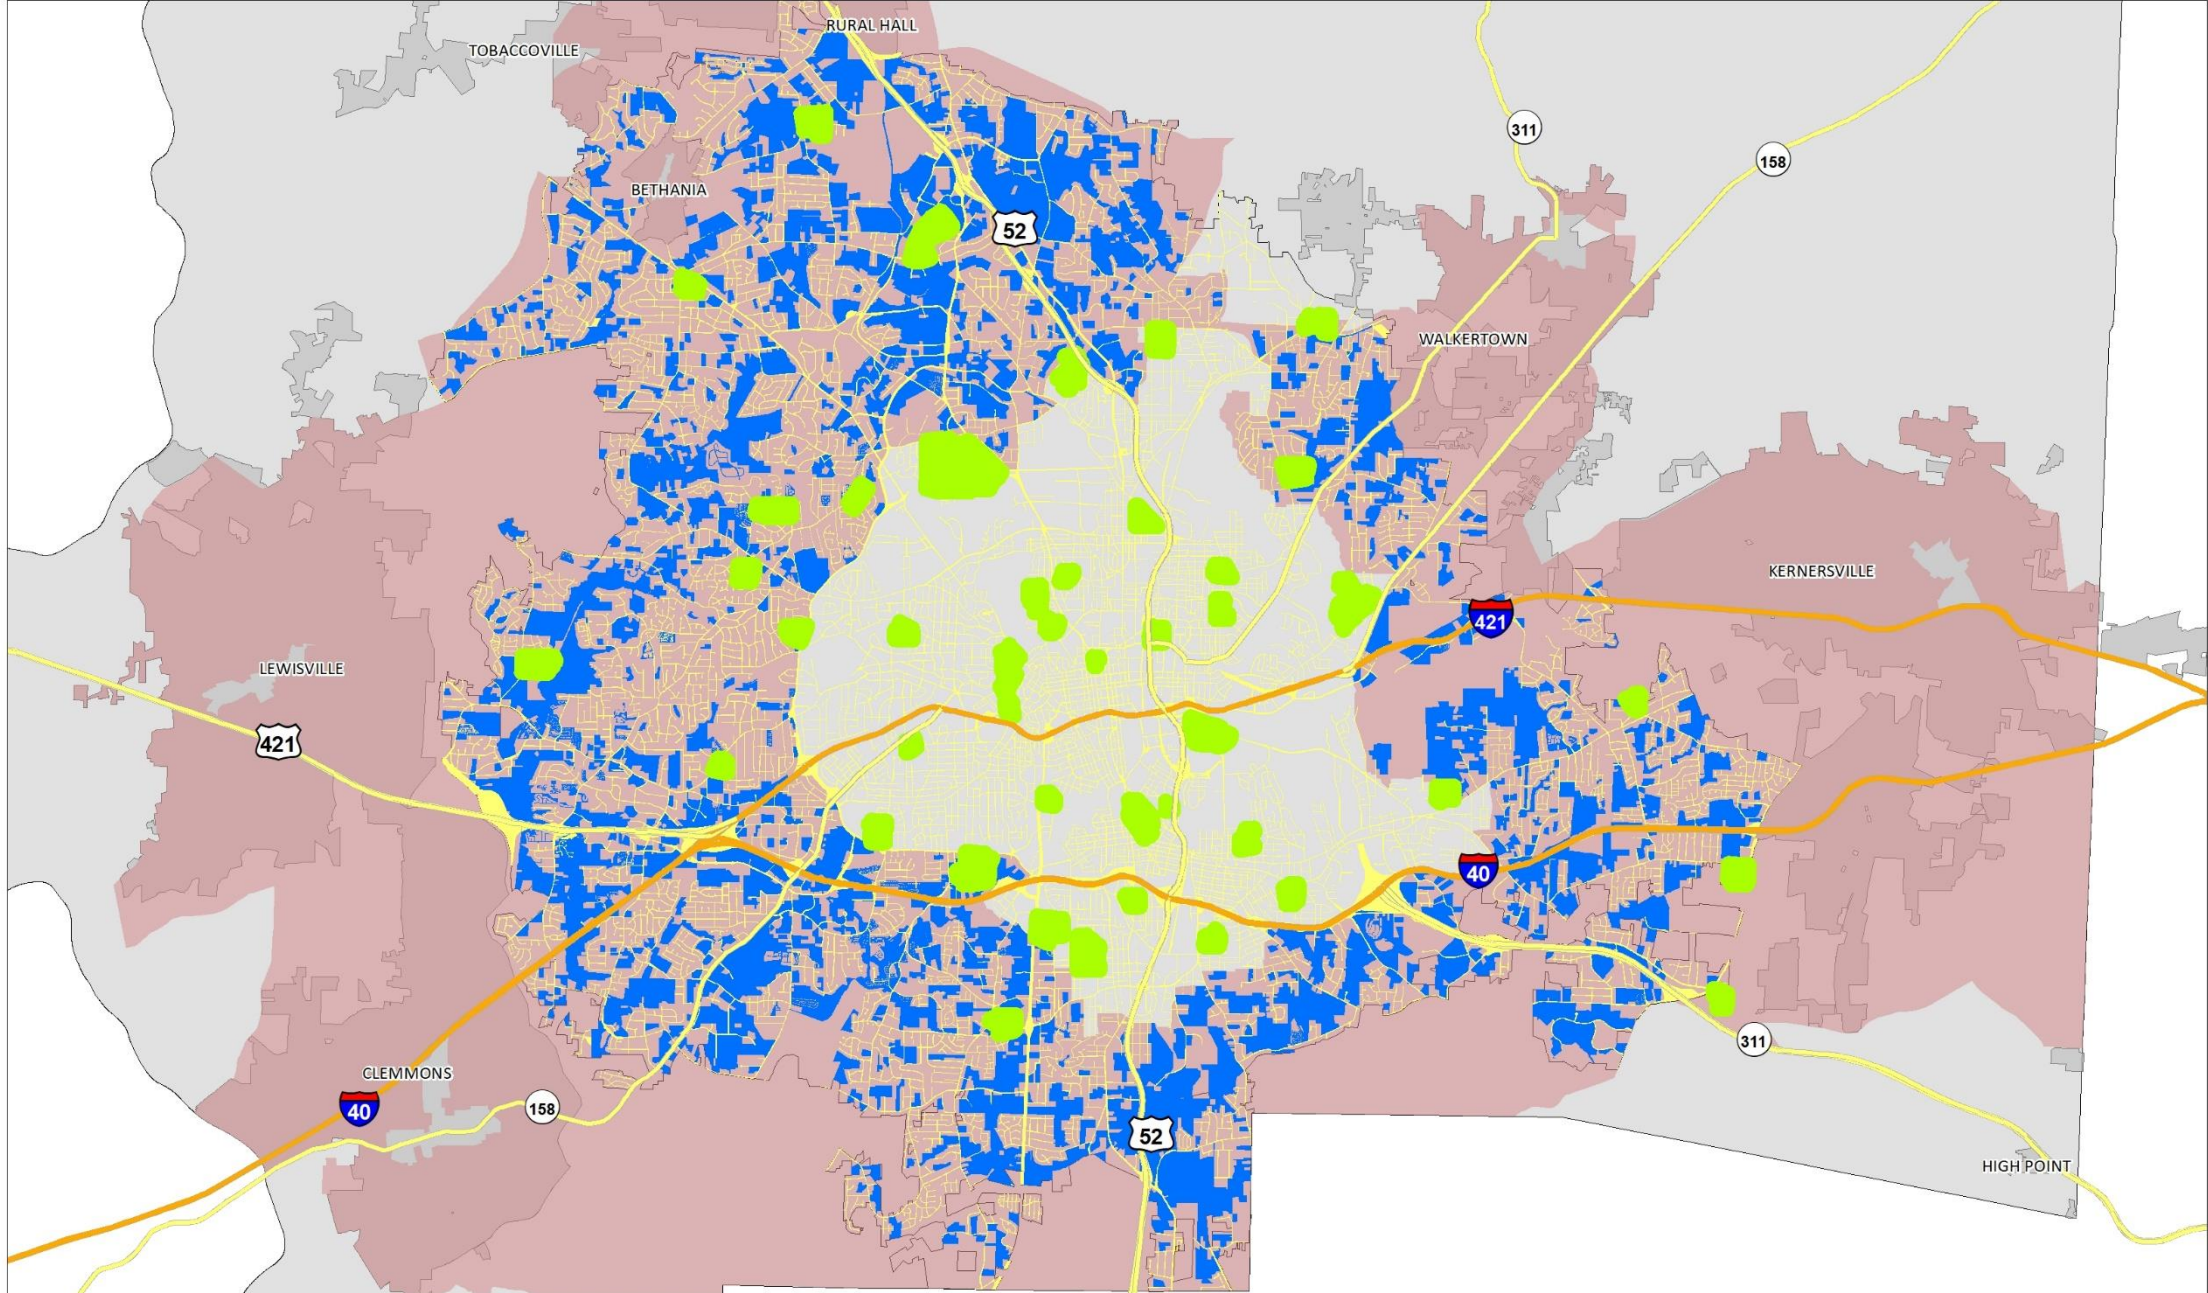 RURAL HALL
TOBACCOVILLE
311
158
BETHANIA
52
WALKERTOWN
KERNERSVILLE
421
LEWISVILLE
421
40
311
CLEMMONS
40
158
52
HIGH POINT